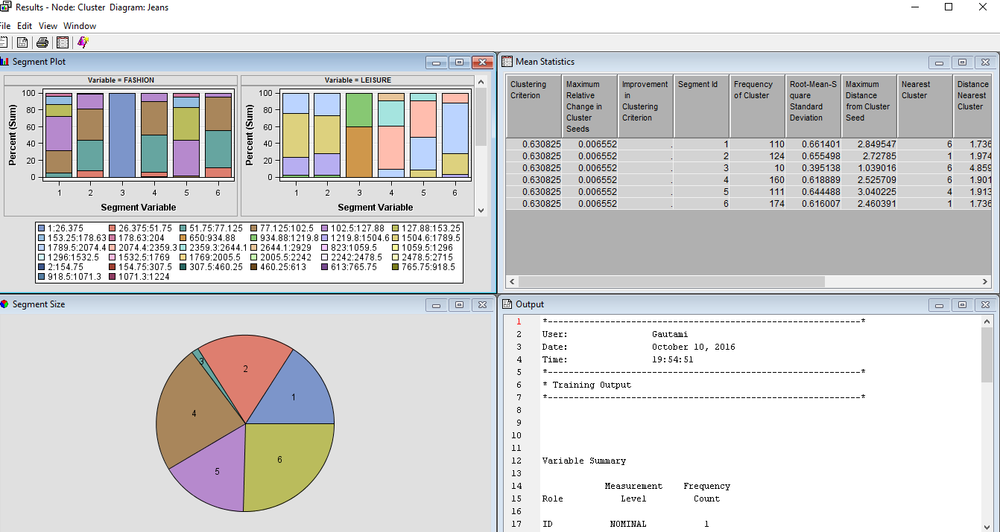 Results - Node: Cluster Diagram: Jeans
File Edit View Window
Segment Plot
Variable = FASHION
Variable = LEISURE
Percent (Sum)
100
80
60
40
20
0
1 2 3 4 5 6
Segment Variable
Percent (Sum)
100
80
60
40
20
0
1 2 3 4 5 6
Segment Variable
1:26.375 26.375:51.75 51.75:77.125 77.125:102.5 102.5:127.88 127.88:153.25
153.25:178.63 178.63:204 650:934.88 934.88:1219.8 1219.8:1504.6 1504.6:1789.5
1789.5:2074.4 2074.4:2359.3 2359.3:2644.1 2644.1:2929 823:1059.5 1059.5:1296
1296:1532.5 1532.5:1769 1769:2005.5 2005.5:2242 2242:2478.5 2478.5:2715
2:154.75 154.75:307.5 307.5:460.25 460.25:613 613:765.75 765.75:918.5
918.5:1071.3 1071.3:1224
Mean Statistics
Clustering Criterion
Maximum Relative Change in Cluster Seeds
Improvement in Clustering Criterion
Segment Id
Frequency of Cluster
Root-Mean-Square Standard Deviation
Maximum Distance from Cluster Seed
Nearest Cluster
Distance Nearest Cluster
0.630825 0.006552 . 1 110 0.661401 2.849547 6 1.736
0.630825 0.006552 . 2 124 0.655498 2.72785 1 1.974
0.630825 0.006552 . 3 10 0.395138 1.039016 6 4.859
0.630825 0.006552 . 4 160 0.618889 2.525709 6 1.901
0.630825 0.006552 . 5 111 0.644488 3.040225 4 1.913
0.630825 0.006552 . 6 174 0.616007 2.460391 1 1.736
Segment Size
1
2
3
4
5
6
Output
1 *------------------------------------------------------------*
2 User: Gautami
3 Date: October 10, 2016
4 Time: 19:54:51
5 *------------------------------------------------------------*
6 * Training Output
7 *------------------------------------------------------------*
8
9
10
11
12 Variable Summary
13
14 Measurement Frequency
15 Role Level Count
16
17 ID NOMINAL 1